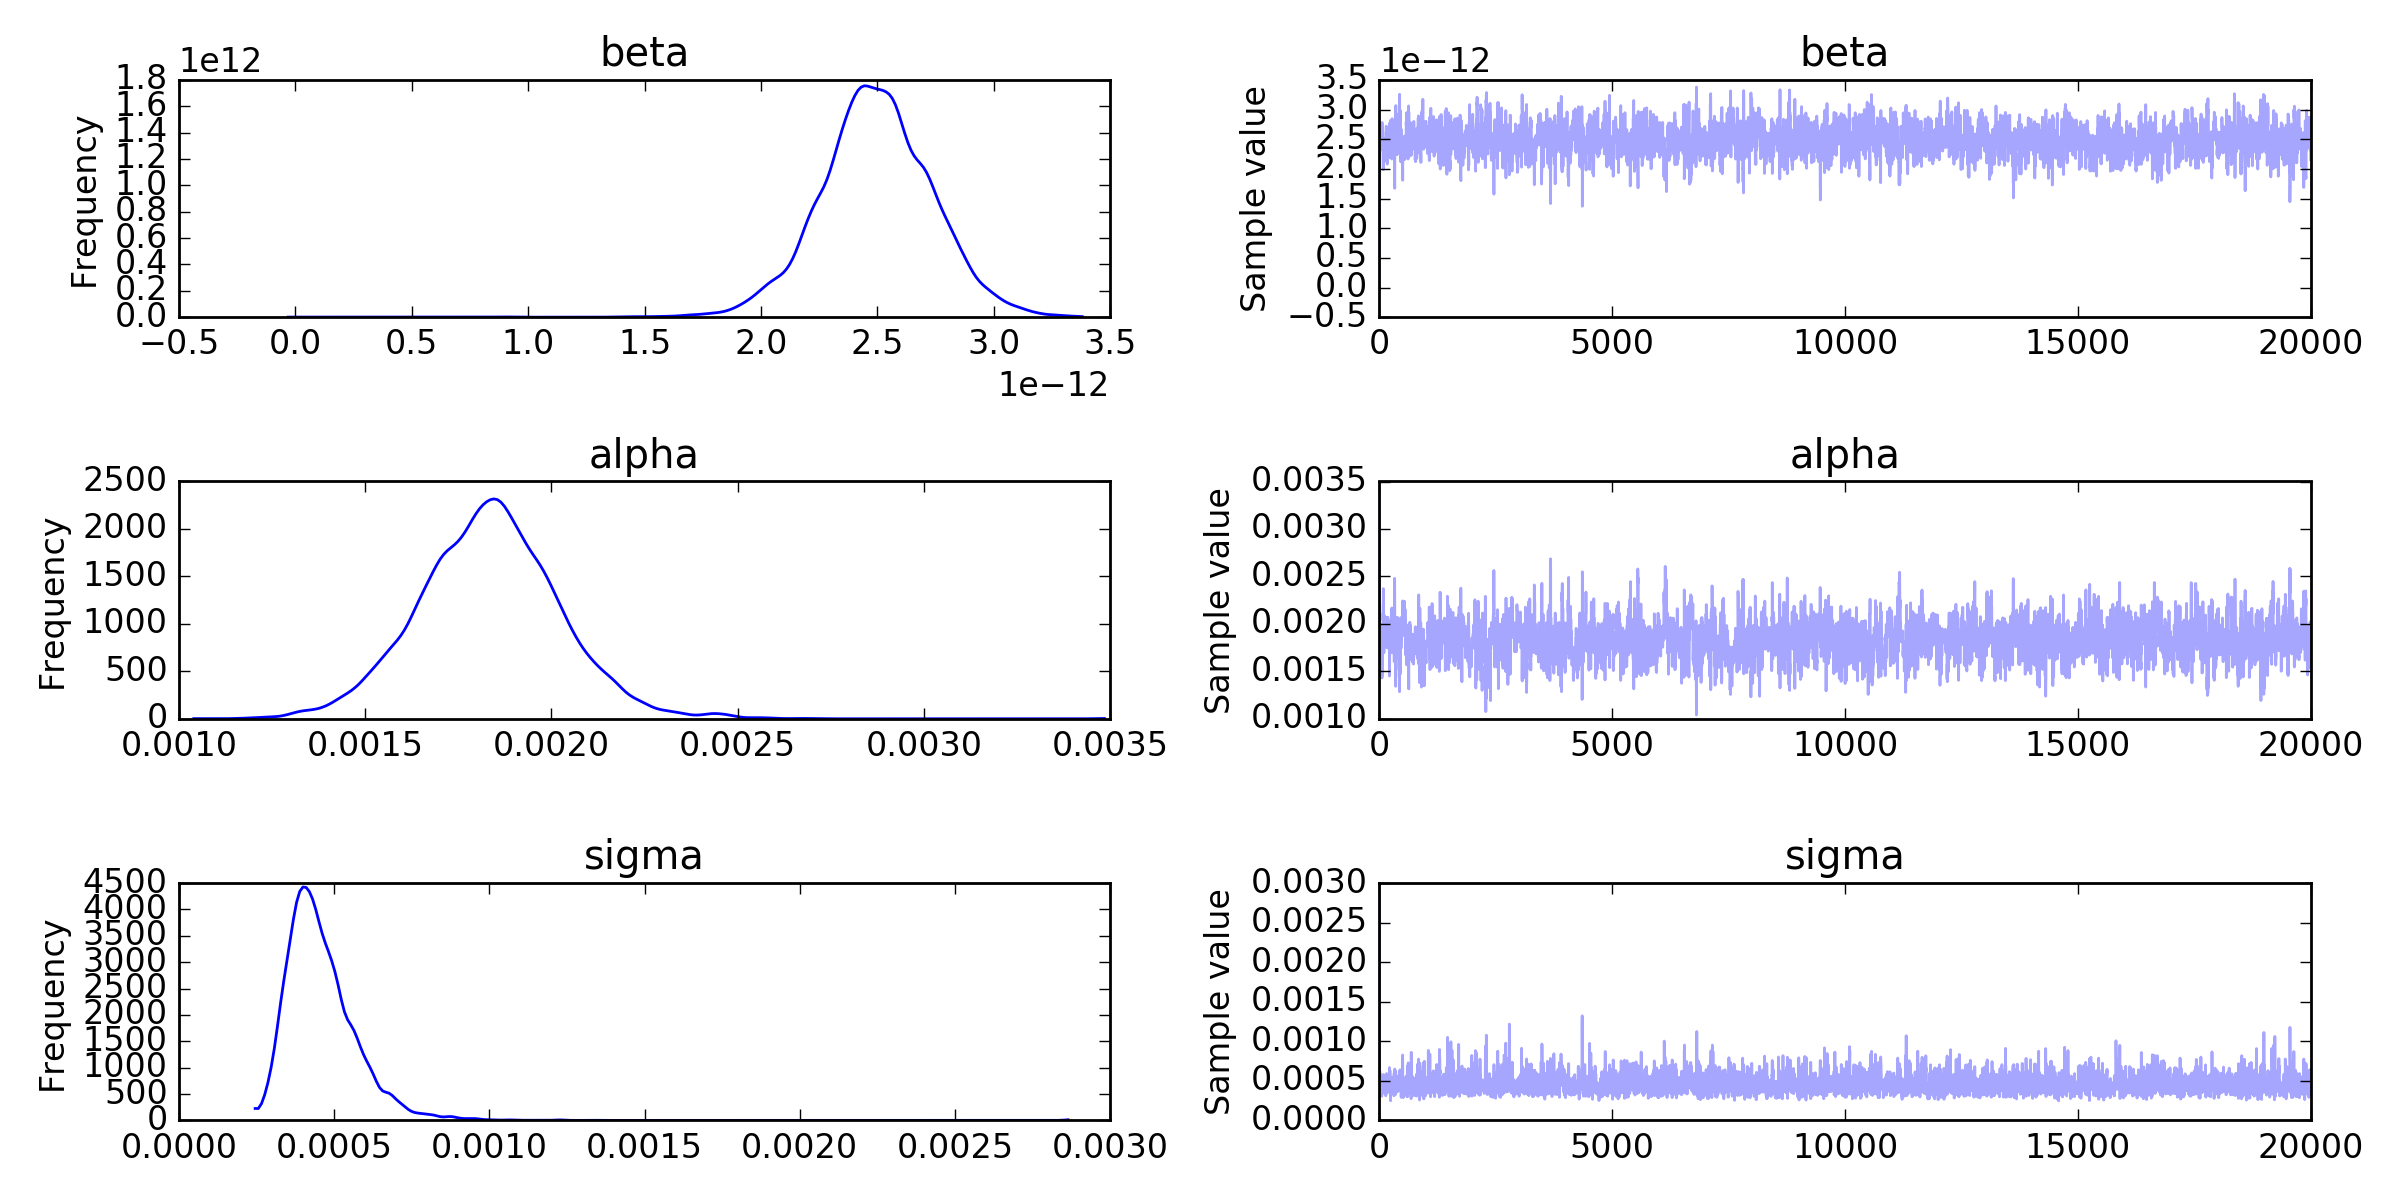 beta
1e12
Frequency
1.8
1.6
1.4
1.2
1.0
0.8
0.6
0.4
0.2
0.0
−0.5 0.0 0.5 1.0 1.5 2.0 2.5 3.0 3.5
1e−12
beta
1e−12
Sample value
3.5
3.0
2.5
2.0
1.5
1.0
0.5
0.0
−0.5
0 5000 10000 15000 20000
alpha
Frequency
2500
2000
1500
1000
500
0
0.0010 0.0015 0.0020 0.0025 0.0030 0.0035
alpha
Sample value
0.0035
0.0030
0.0025
0.0020
0.0015
0.0010
0 5000 10000 15000 20000
sigma
Frequency
4500
4000
3500
3000
2500
2000
1500
1000
500
0
0.0000 0.0005 0.0010 0.0015 0.0020 0.0025 0.0030
sigma
Sample value
0.0030
0.0025
0.0020
0.0015
0.0010
0.0005
0.0000
0 5000 10000 15000 20000